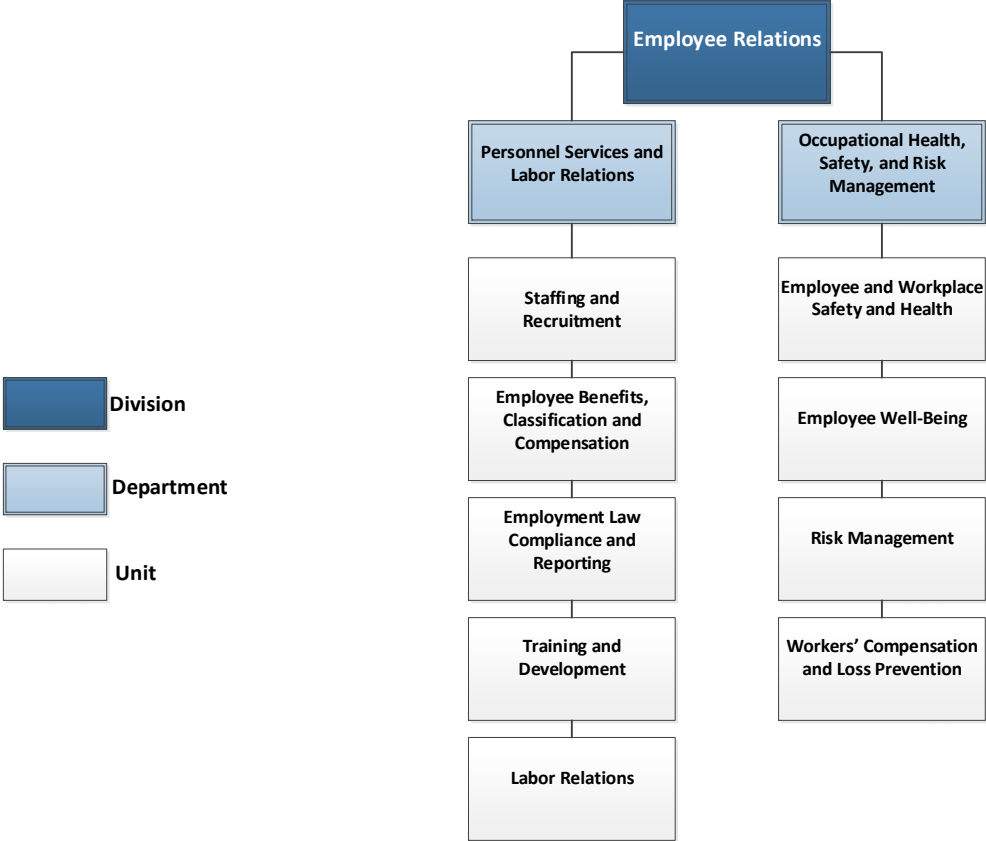 Employee Relations
Personnel Services and
Labor Relations
Occupational Health,
Safety, and Risk
Management
Staffing and
Recruitment
Employee and Workplace
Safety and Health
Employee Benefits,
Classification and
Compensation
Employee Well-Being
Employment Law
Compliance and
Reporting
Risk Management
Training and
Development
Workers’ Compensation
and Loss Prevention
Labor Relations
Division
Department
Unit